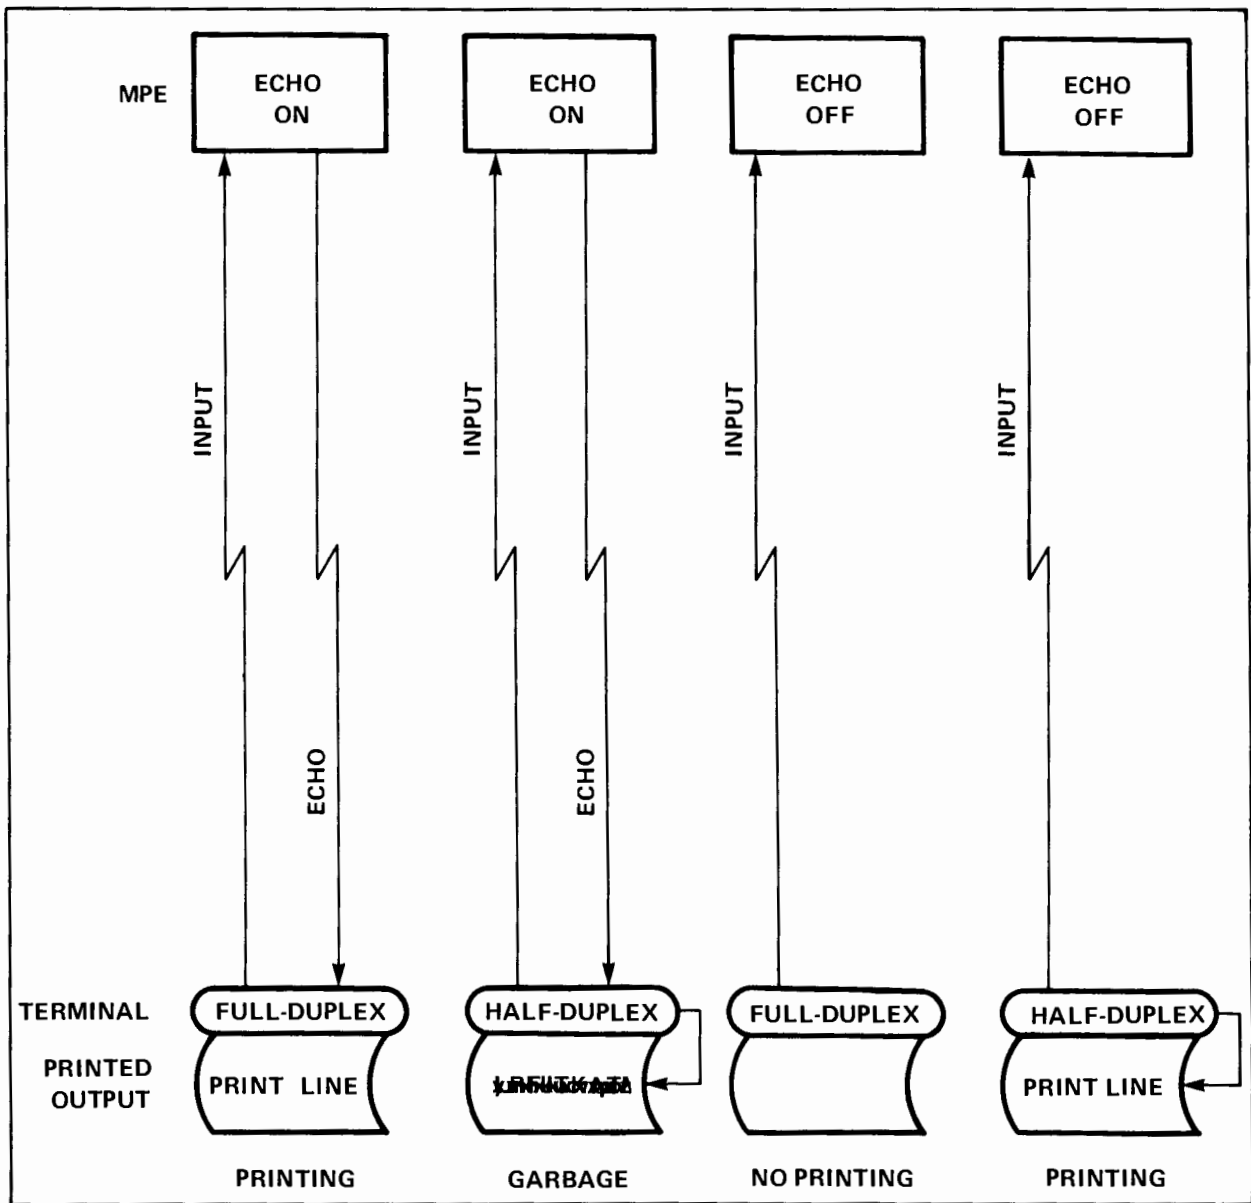 MPE
ECHO
ON
ECHO
ON
ECHO
OFF
ECHO
OFF
INPUT
INPUT
INPUT
INPUT
ECHO
ECHO
TERMINAL
FULL-DUPLEX
HALF-DUPLEX
FULL-DUPLEX
HALF-DUPLEX
PRINTED
OUTPUT
PRINT LINE
PRINT LINE
PRINTING
GARBAGE
NO PRINTING
PRINTING